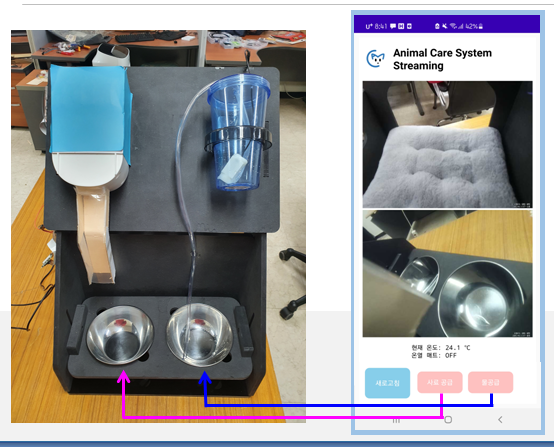 U+ 8:41 42%
Animal Care System
Streaming
현재 온도: 24.1 ℃
온열 매트: OFF
새로고침
사료 공급
물공급